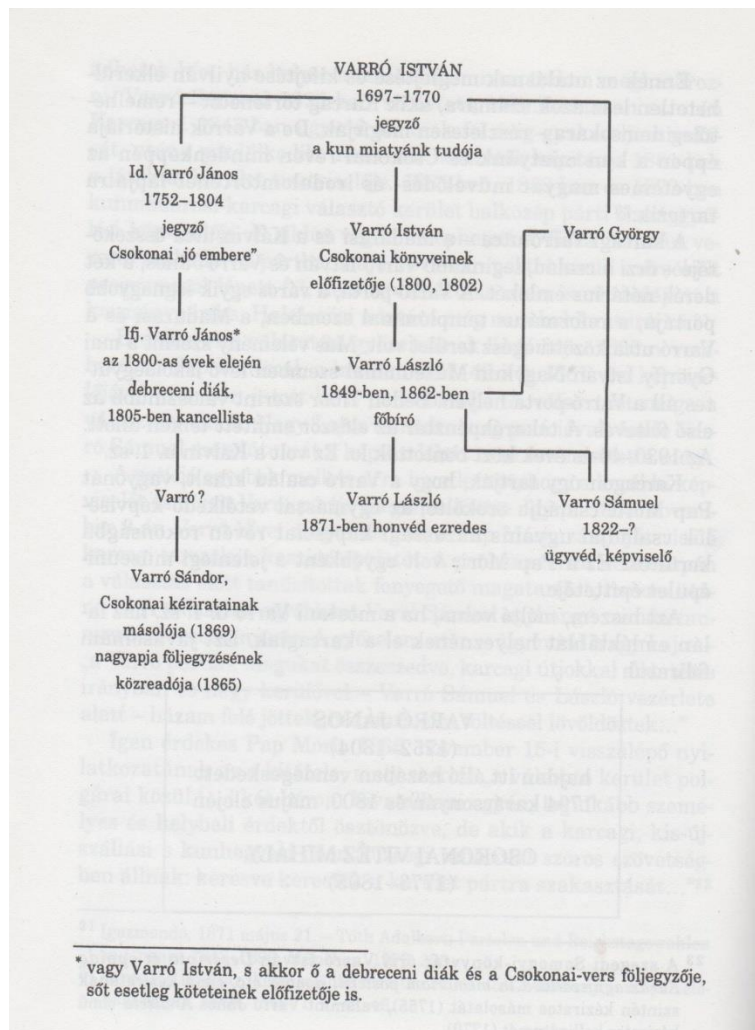 VARRÓ ISTVÁN
1697–1770
jegyző
a kun miatyánk tudója
Id. Varró János
1752–1804
jegyző
Csokonai „jó embere”
Varró István
Csokonai könyveinek
előfizetője (1800, 1802)
Varró György
Ifj. Varró János*
az 1800-as évek elején
debreceni diák,
1805-ben kancellista
Varró László
1849-ben, 1862-ben
főbíró
Varró ?
Varró László
1871-ben honvéd ezredes
Varró Sámuel
1822–?
ügyvéd, képviselő
Varró Sándor,
Csokonai kéziratainak
másolója (1869)
nagyapja följegyzésének
közreadója (1865)
* vagy Varró István, s akkor ő a debreceni diák és a Csokonai-vers följegyzője,
sőt esetleg köteteinek előfizetője is.